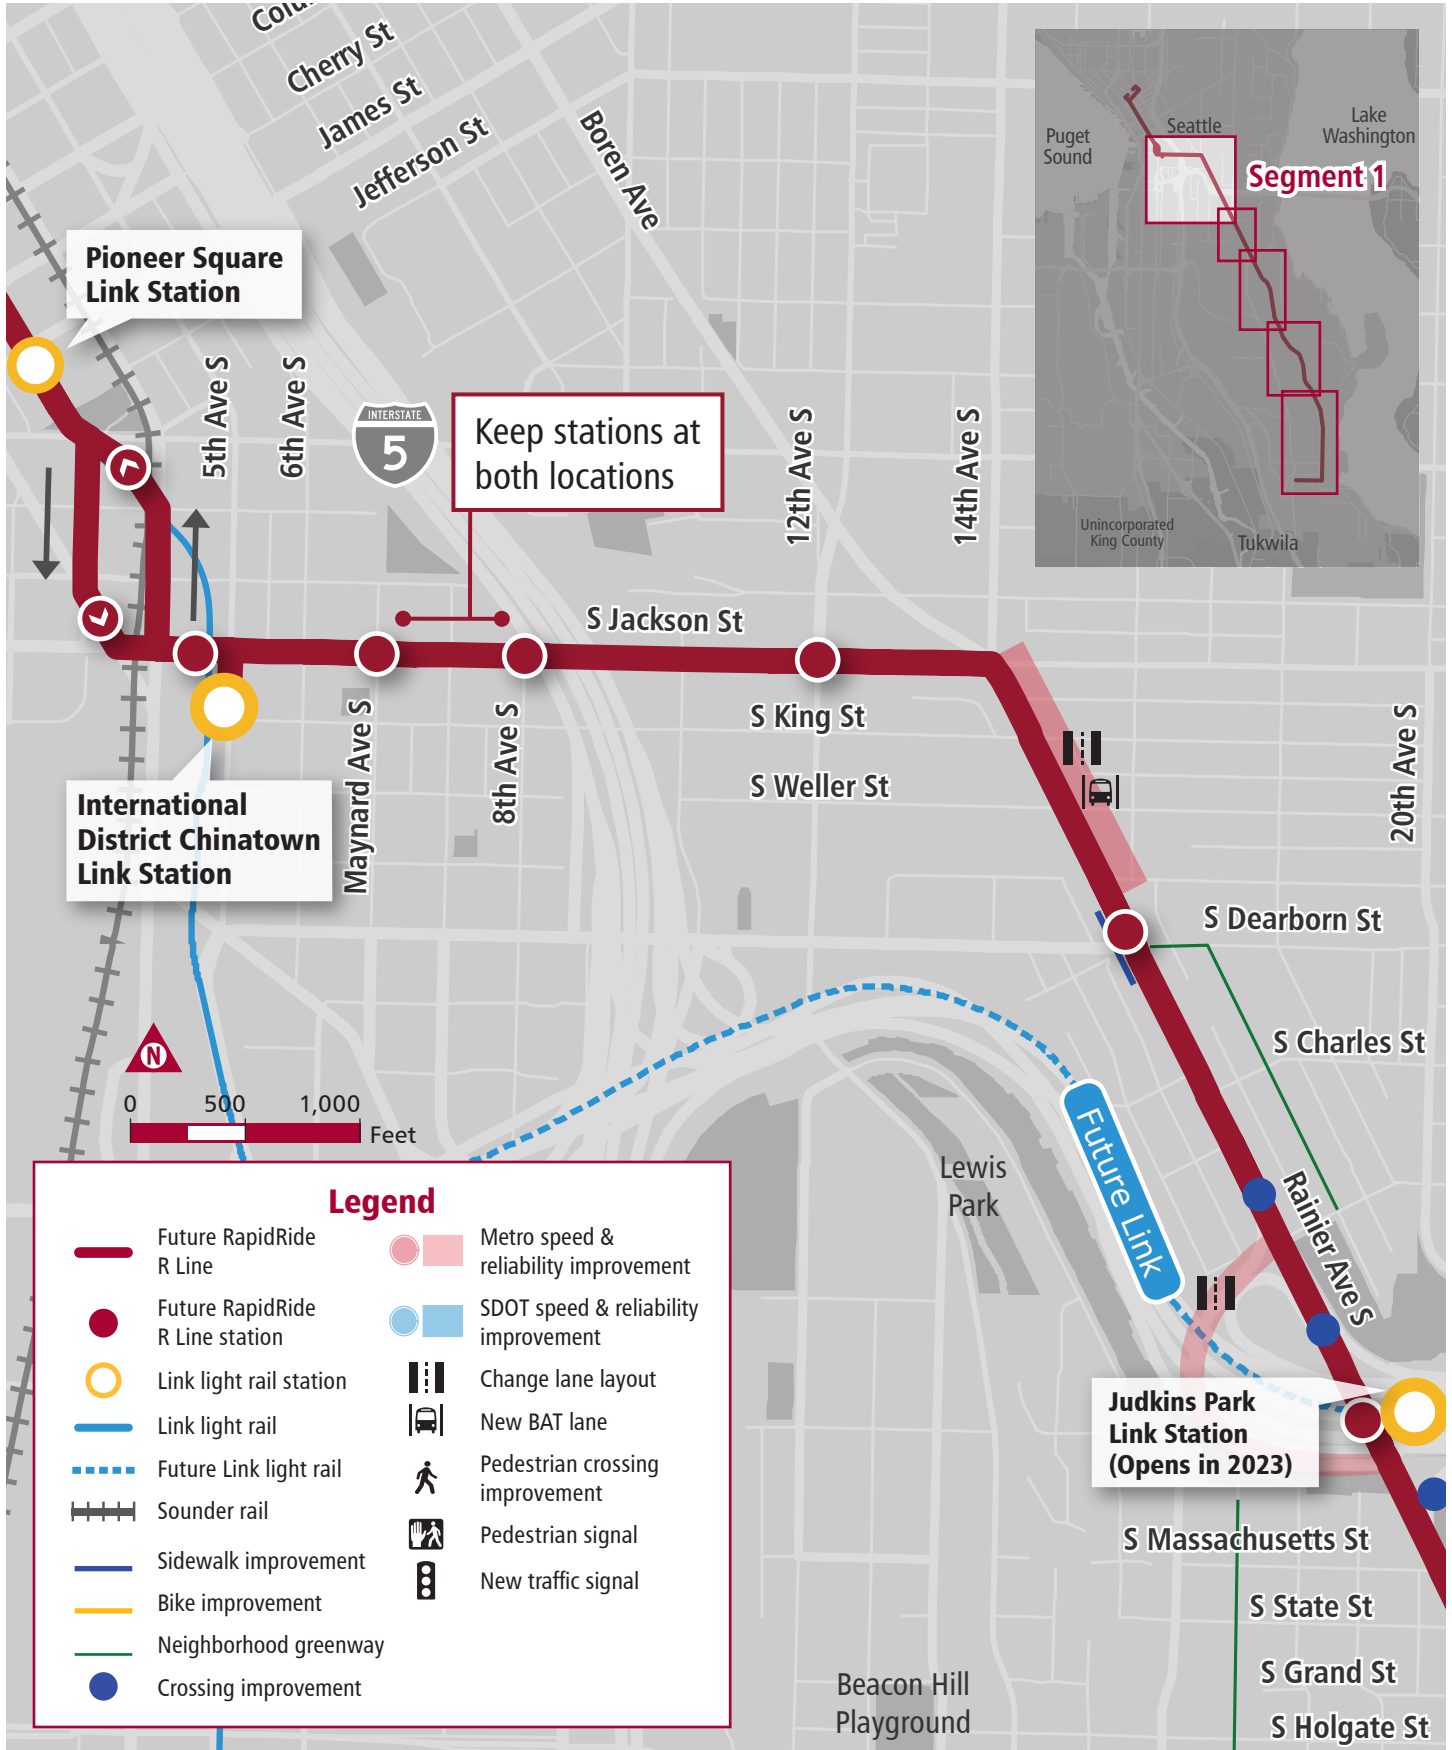 Cherry St
James St
Jefferson St
Boren Ave
Puget
Sound
Seattle
Lake
Washington
Segment 1
Unincorporated
King County
Tukwila
Pioneer Square
Link Station
5th Ave S
6th Ave S
INTERSTATE
5
Keep stations at
both locations
12th Ave S
14th Ave S
S Jackson St
S King St
S Weller St
Maynard Ave S
8th Ave S
20th Ave S
International
District Chinatown
Link Station
S Dearborn St
S Charles St
N
0 500 1,000
Feet
Lewis
Park
Future Link
Rainier Ave S
Judkins Park
Link Station
(Opens in 2023)
S Massachusetts St
S State St
S Grand St
S Holgate St
Beacon Hill
Playground
Legend
Future RapidRide
R Line
Future RapidRide
R Line station
Link light rail station
Link light rail
Future Link light rail
Sounder rail
Sidewalk improvement
Bike improvement
Neighborhood greenway
Crossing improvement
Metro speed &
reliability improvement
SDOT speed & reliability
improvement
Change lane layout
New BAT lane
Pedestrian crossing
improvement
Pedestrian signal
New traffic signal